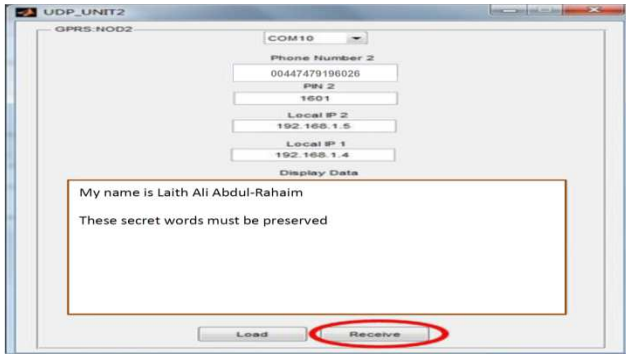 UDP_UNIT2
GPRS:NOD2
COM10
Phone Number 2
00447479196026
PIN 2
1601
Local IP 2
192.168.1.5
Local IP 1
192.168.1.4
Display Data
My name is Laith Ali Abdul-Rahaim
These secret words must be preserved
Load Receive